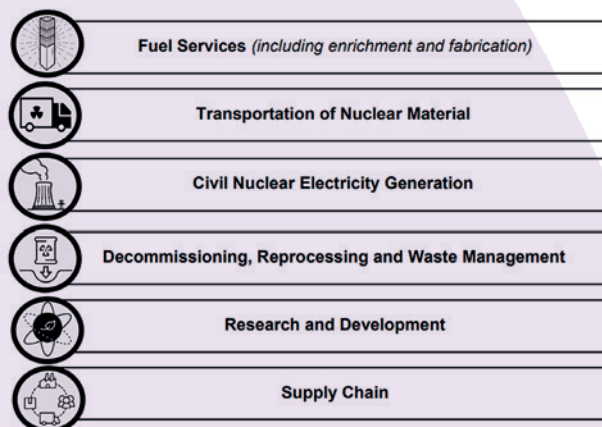 Fuel Services (including enrichment and fabrication)
Transportation of Nuclear Material
Civil Nuclear Electricity Generation
Decommissioning, Reprocessing and Waste Management
Research and Development
Supply Chain